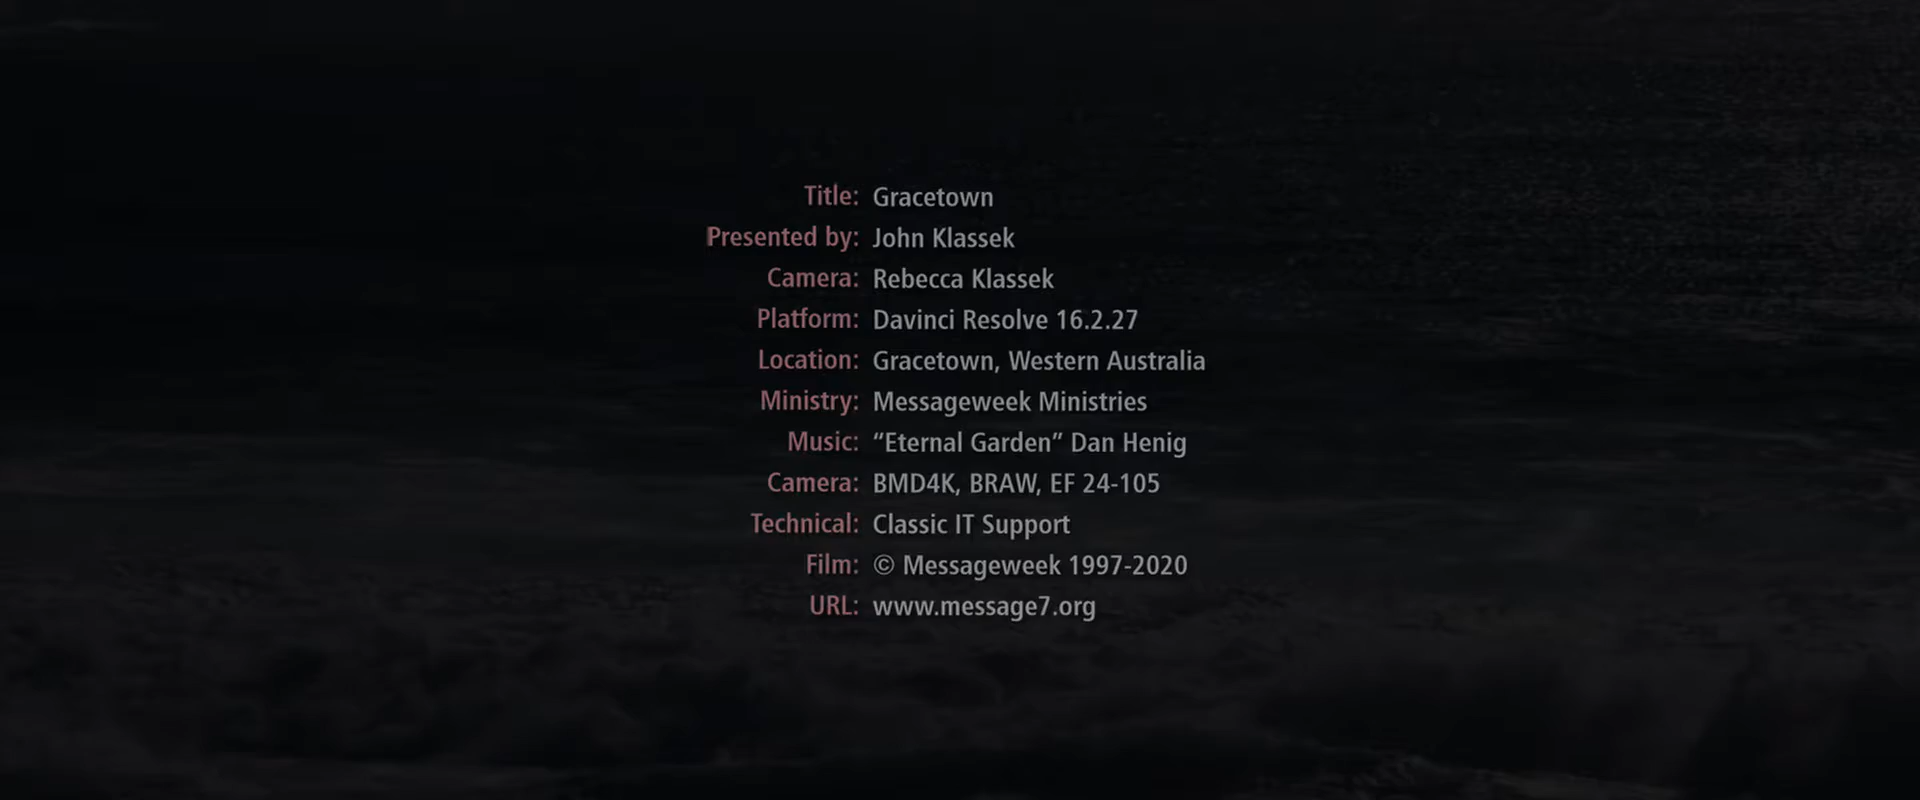 Title: Gracetown
Presented by: John Klassek
Camera: Rebecca Klassek
Platform: Davinci Resolve 16.2.27
Location: Gracetown, Western Australia
Ministry: Messageweek Ministries
Music: “Eternal Garden” Dan Henig
Camera: BMD4K, BRAW, EF 24-105
Technical: Classic IT Support
Film: © Messageweek 1997-2020
URL: www.message7.org